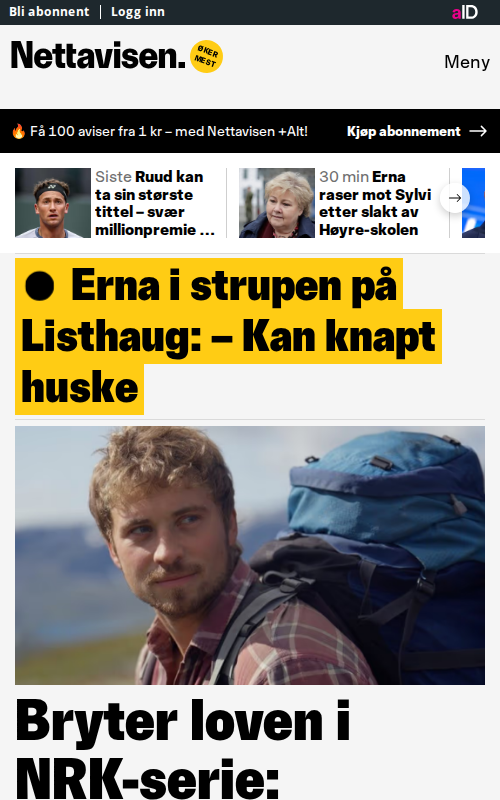 Bli abonnent | Logg inn
aID
Nettavisen.
ØKER
MEST
Meny
🔥 Få 100 aviser fra 1 kr – med Nettavisen +Alt!
Kjøp abonnement →
Siste Ruud kan
ta sin største
tittel – svær
millionpremie ...
30 min Erna
raser mot Sylvi
etter slakt av
Høyre-skolen
Erna i strupen på
Listhaug: – Kan knapt
huske
Bryter loven i
NRK-serie: